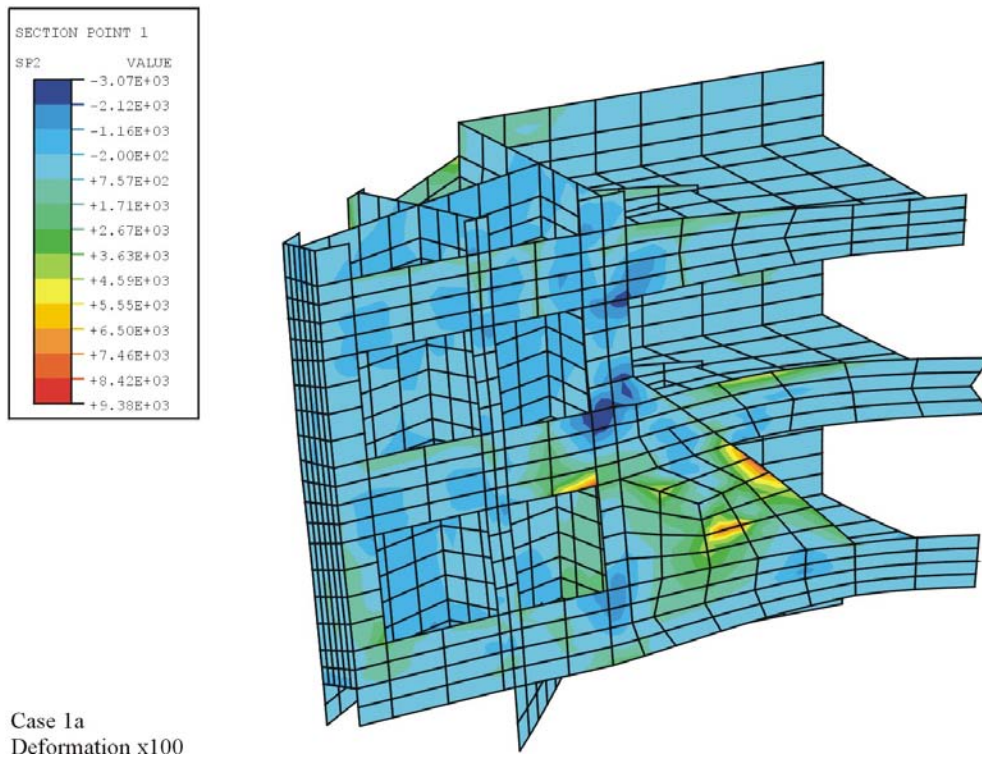 SECTION POINT 1
SP2 VALUE
-3.07E+03
-2.12E+03
-1.16E+03
-2.00E+02
+7.57E+02
+1.71E+03
+2.67E+03
+3.63E+03
+4.59E+03
+5.55E+03
+6.50E+03
+7.46E+03
+8.42E+03
+9.38E+03
Case 1a
Deformation x100